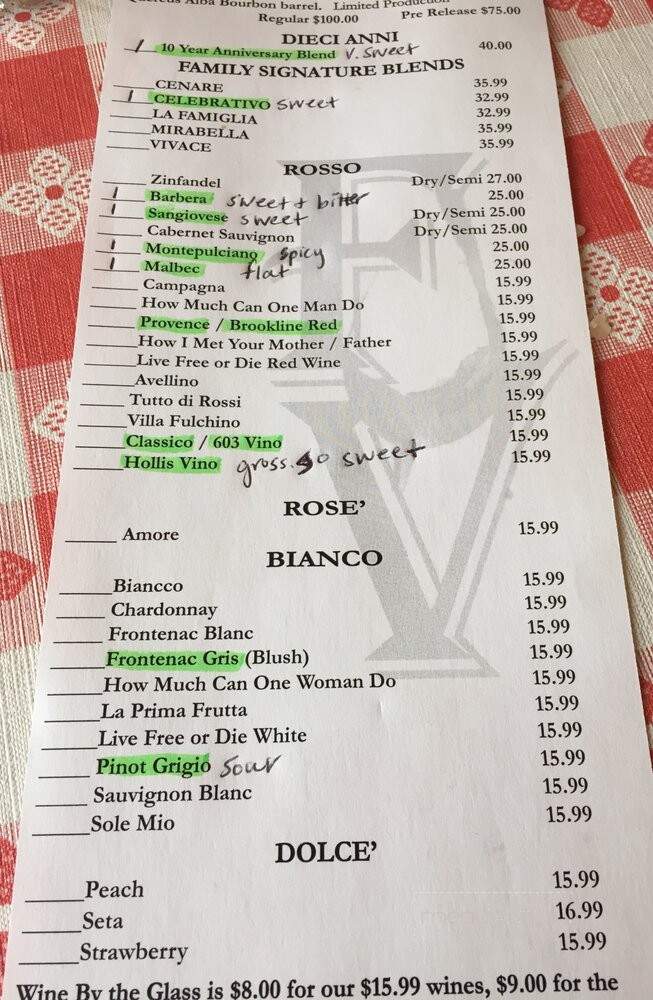 Quercus Alba Bourbon barrel. Limited Production
Regular $100.00 Pre Release $75.00
DIECI ANNI
1 10 Year Anniversary Blend V. Sweet 40.00
FAMILY SIGNATURE BLENDS
CENARE 35.99
1 CELEBRATIVO sweet 32.99
LA FAMIGLIA 32.99
MIRABELLA 35.99
VIVACE 35.99
ROSSO
Zinfandel Dry/Semi 27.00
1 Barbera sweet + bitter 25.00
1 Sangiovese sweet Dry/Semi 25.00
Cabernet Sauvignon Dry/Semi 25.00
1 Montepulciano spicy 25.00
1 Malbec flat 25.00
Campagna 15.99
How Much Can One Man Do 15.99
Provence / Brookline Red 15.99
How I Met Your Mother / Father 15.99
Live Free or Die Red Wine 15.99
Avellino 15.99
Tutto di Rossi 15.99
Villa Fulchino 15.99
Classico / 603 Vino 15.99
Hollis Vino gross. so sweet 15.99
ROSE'
Amore 15.99
BIANCO
Biancco 15.99
Chardonnay 15.99
Frontenac Blanc 15.99
Frontenac Gris (Blush) 15.99
How Much Can One Woman Do 15.99
La Prima Frutta 15.99
Live Free or Die White 15.99
Pinot Grigio sour 15.99
Sauvignon Blanc 15.99
Sole Mio 15.99
DOLCE'
Peach 15.99
Seta 16.99
Strawberry 15.99
Wine By the Glass is $8.00 for our $15.99 wines, $9.00 for the